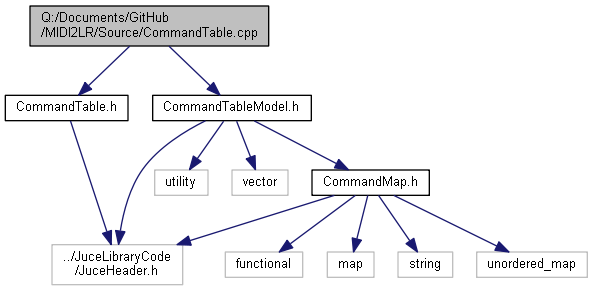 Q:/Documents/GitHub
/MIDI2LR/Source/CommandTable.cpp
CommandTable.h
CommandTableModel.h
utility
vector
CommandMap.h
../JuceLibraryCode
/JuceHeader.h
functional
map
string
unordered_map